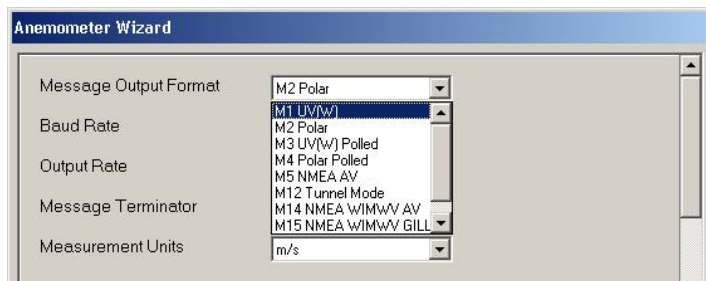 Anemometer Wizard
Message Output Format
M2 Polar
M1 UV(W)
M2 Polar
Baud Rate
M3 UV(W) Polled
M4 Polar Polled
Output Rate
M5 NMEA AV
M12 Tunnel Mode
Message Terminator
M14 NMEA WIMWV AV
M15 NMEA WIMWV GILL
Measurement Units
m/s